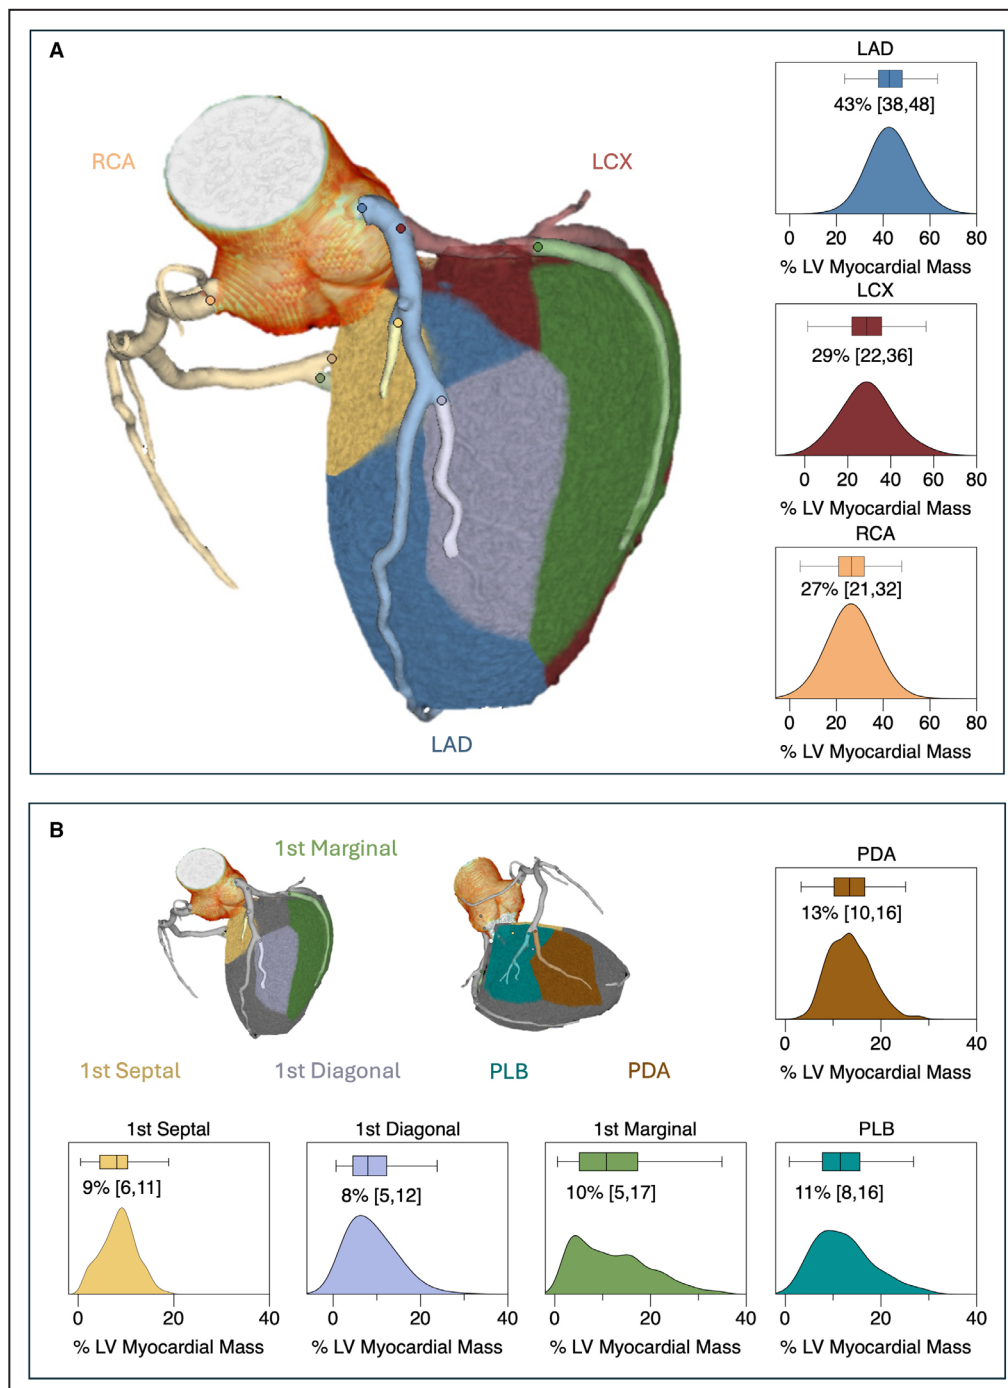 A
RCA
LCX
LAD
LAD
43% [38,48]
0 20 40 60 80
% LV Myocardial Mass
LCX
29% [22,36]
0 20 40 60 80
% LV Myocardial Mass
RCA
27% [21,32]
0 20 40 60 80
% LV Myocardial Mass
B
1st Marginal
1st Septal
1st Diagonal
PLB
PDA
PDA
13% [10,16]
0 20 40
% LV Myocardial Mass
1st Septal
9% [6,11]
0 20 40
% LV Myocardial Mass
1st Diagonal
8% [5,12]
0 20 40
% LV Myocardial Mass
1st Marginal
10% [5,17]
0 20 40
% LV Myocardial Mass
PLB
11% [8,16]
0 20 40
% LV Myocardial Mass